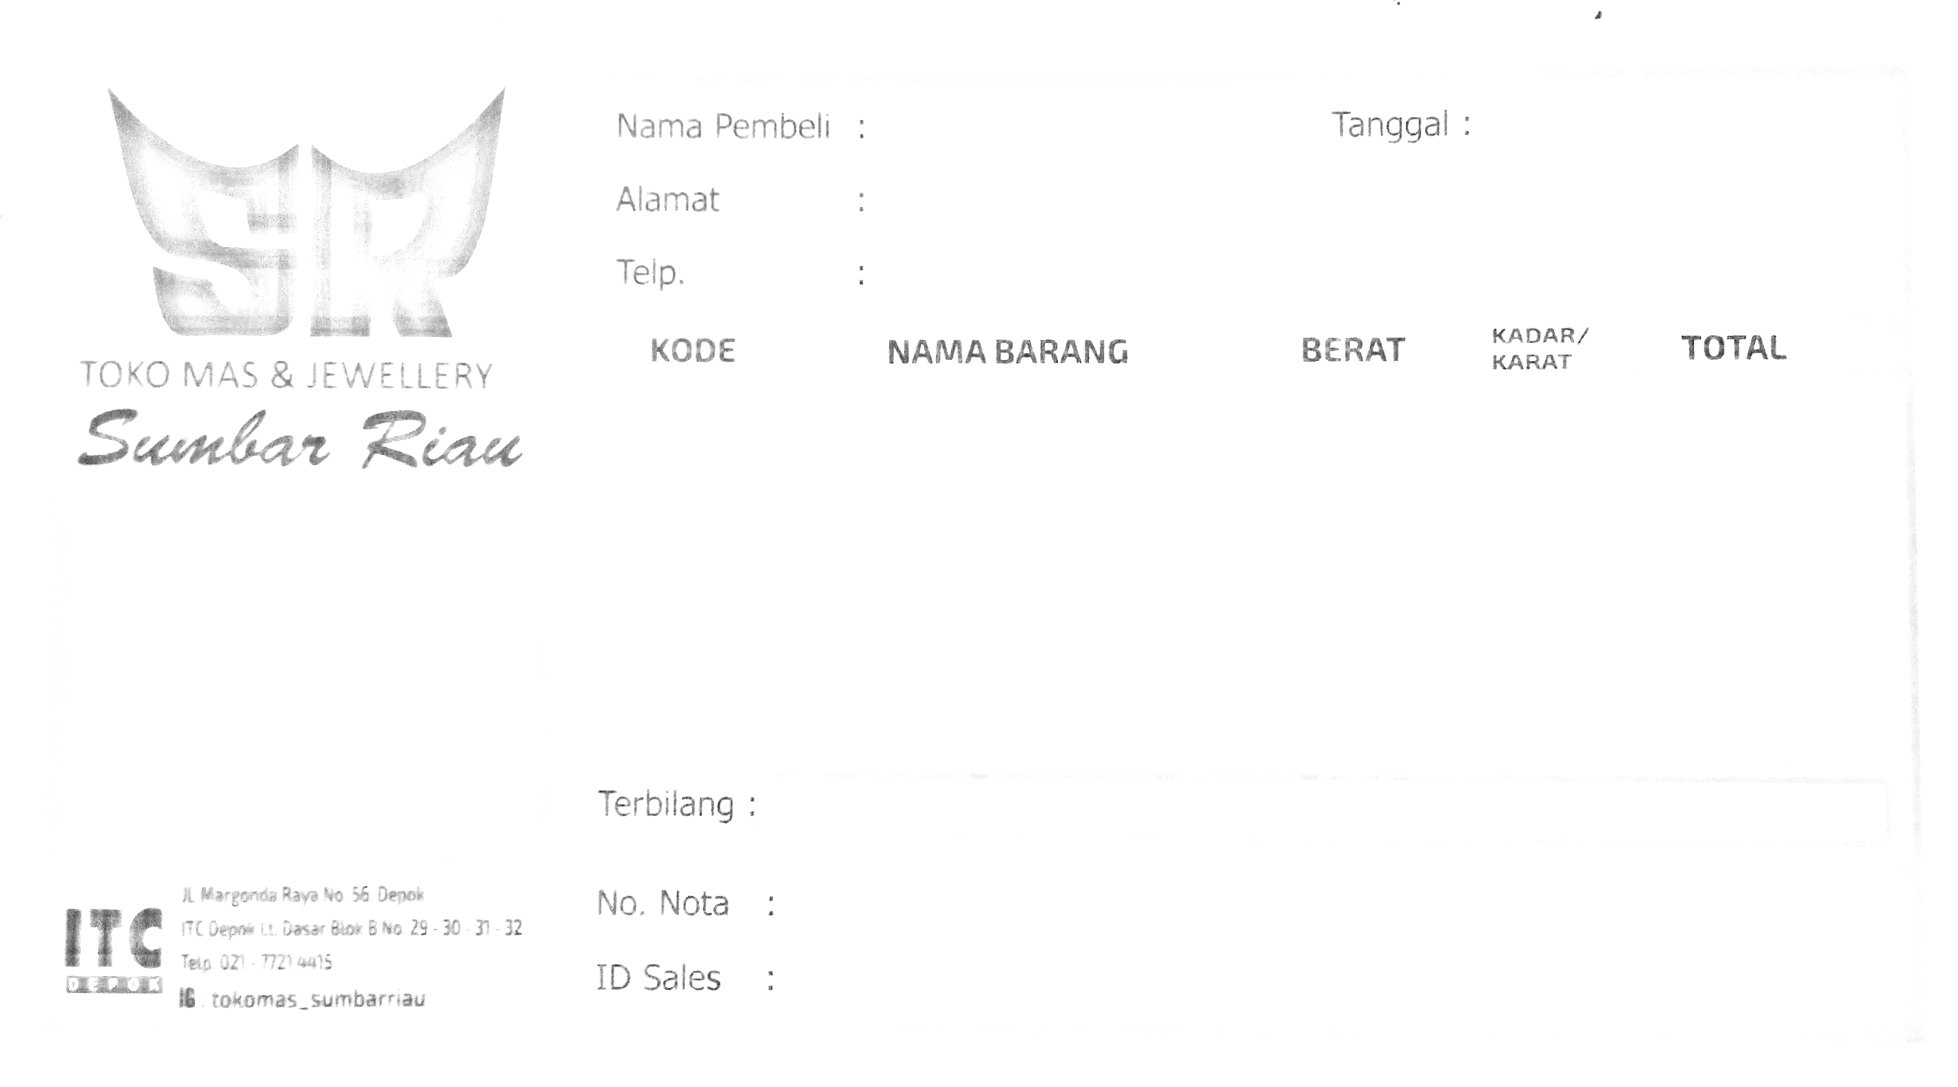 SR
TOKO MAS & JEWELLERY
Sumbar Riau
Nama Pembeli :
Tanggal :
Alamat :
Telp. :
KODE NAMA BARANG BERAT KADAR/
KARAT TOTAL
Terbilang :
No. Nota :
ID Sales :
ITC
DEPOK
JL. Margonda Raya No. 56 Depok
ITC Depok Lt. Dasar Blok B No. 29 - 30 - 31 - 32
Telp. 021 - 7721 4415
IG : tokomas_sumbarriau